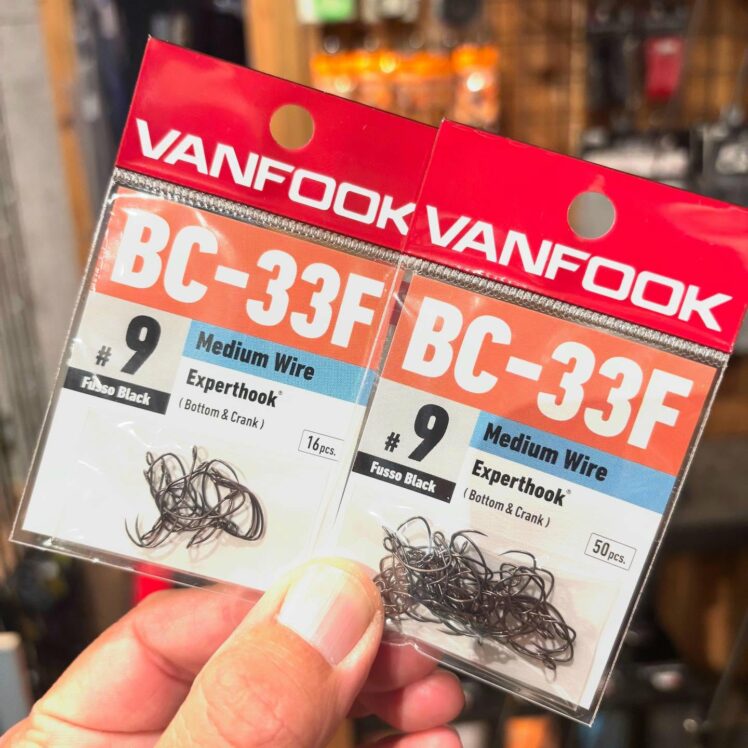 VANFOOK
BC-33F
#9
Fusso Black
Medium Wire
Experthook®
(Bottom & Crank)
16pcs.
VANFOOK
BC-33F
#9
Fusso Black
Medium Wire
Experthook®
(Bottom & Crank)
50pcs.